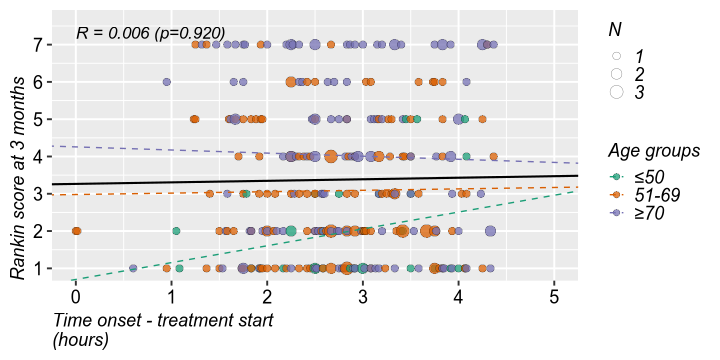 R = 0.006 (p=0.920)
7
6
5
4
3
2
1
Rankin score at 3 months
0 1 2 3 4 5
Time onset - treatment start
(hours)
N
1
2
3
Age groups
≤50
51-69
≥70